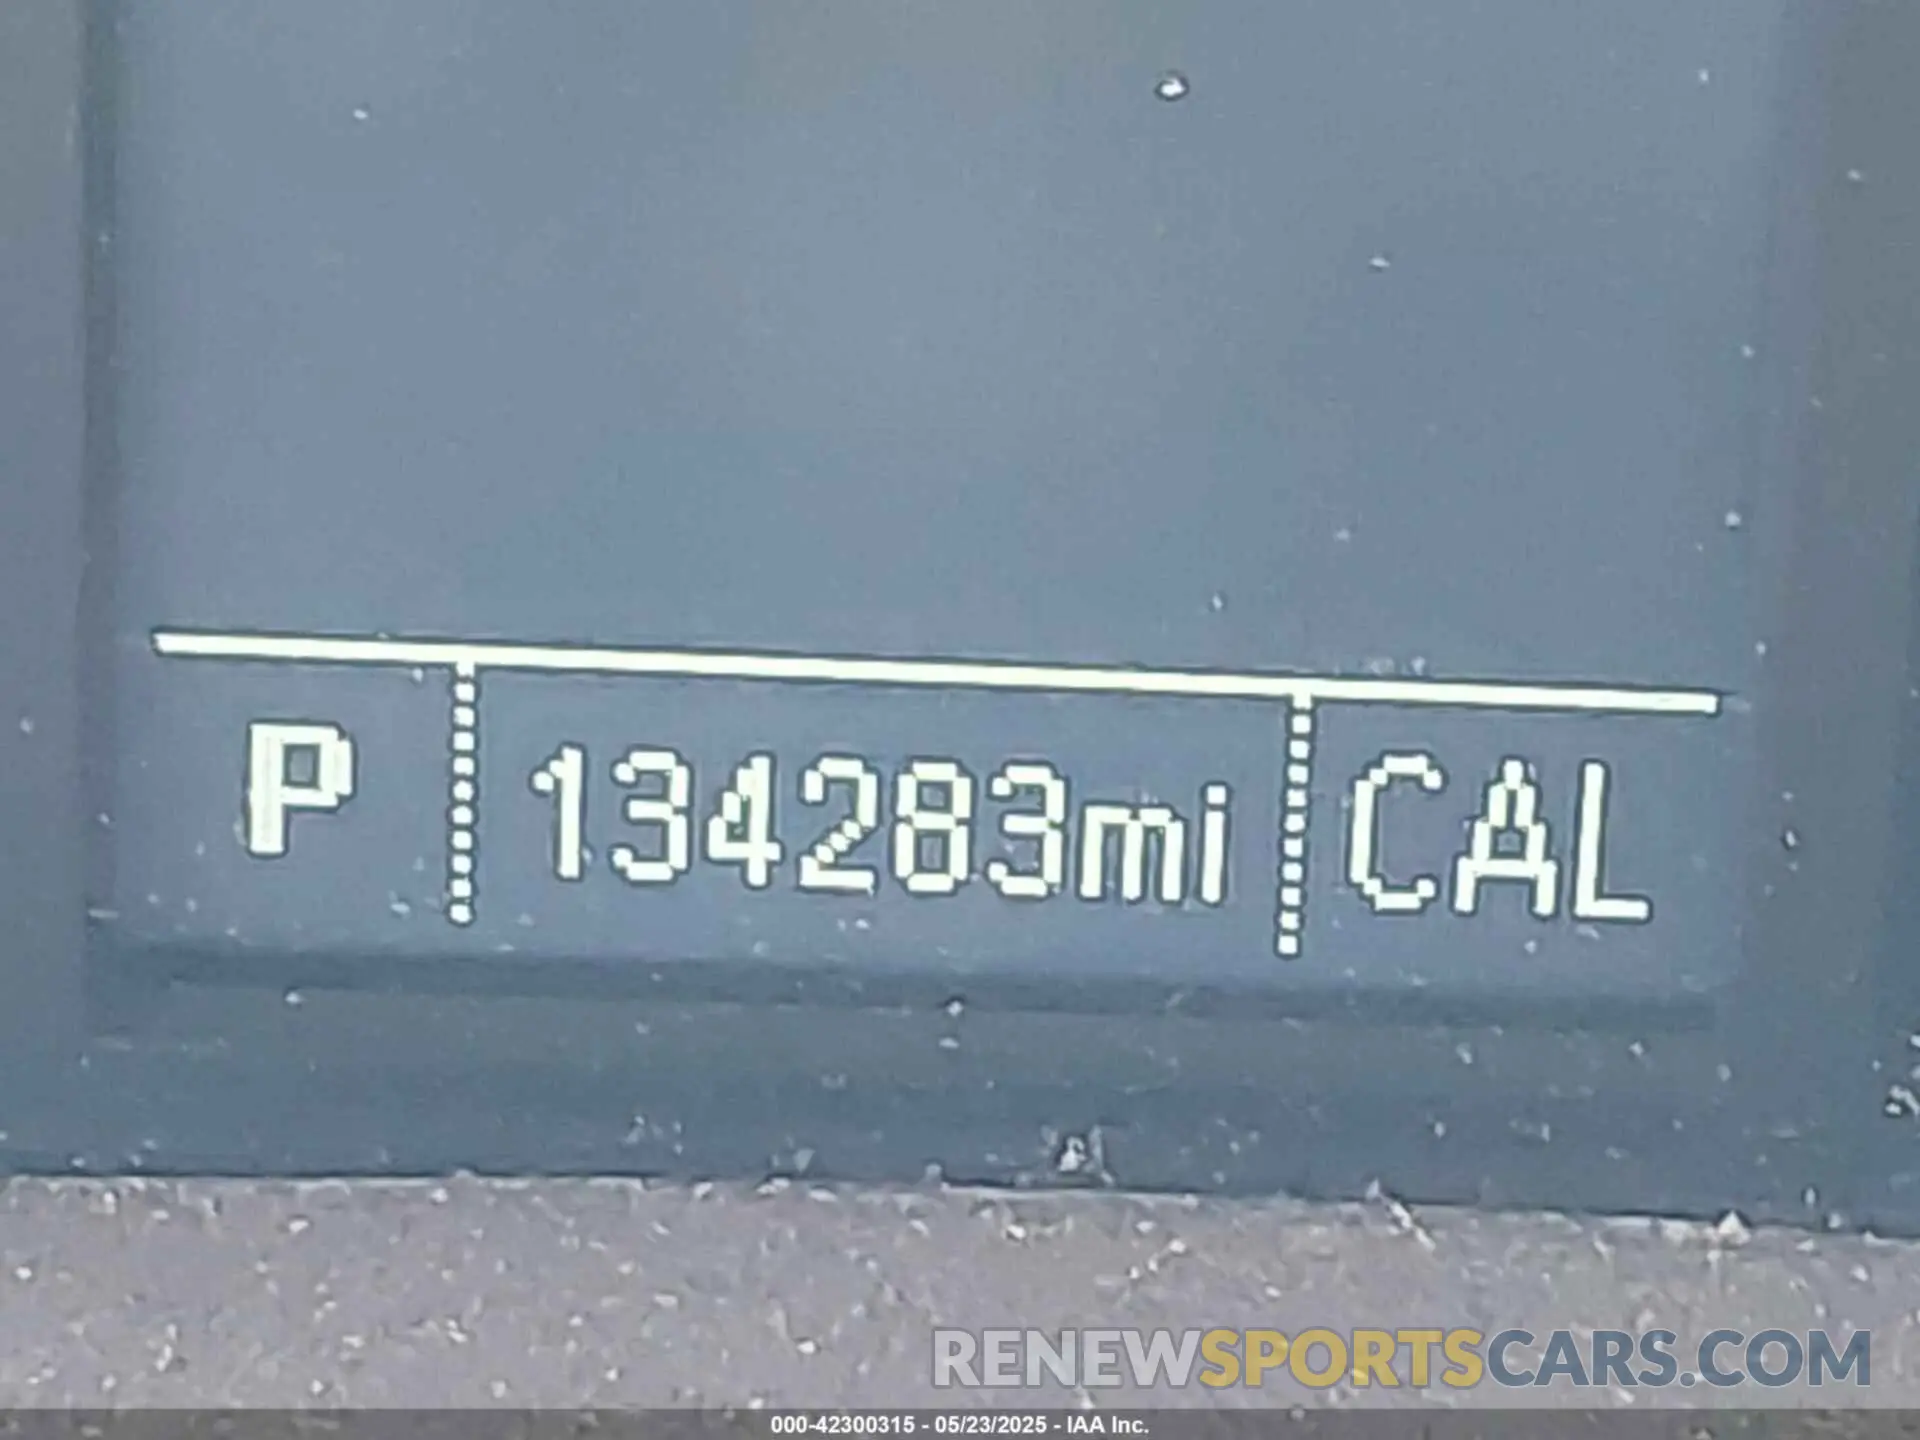 P 134283mi CAL
RENEWSPORTSCARS.COM
000-42300315 - 05/23/2025 - IAA Inc.